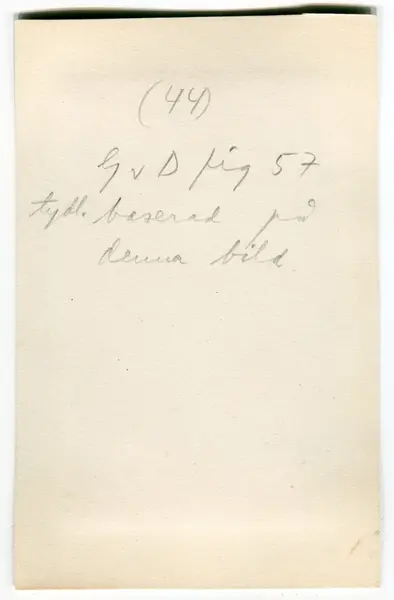 (44)
G v D fig 57
tydl. baserad på
denna bild